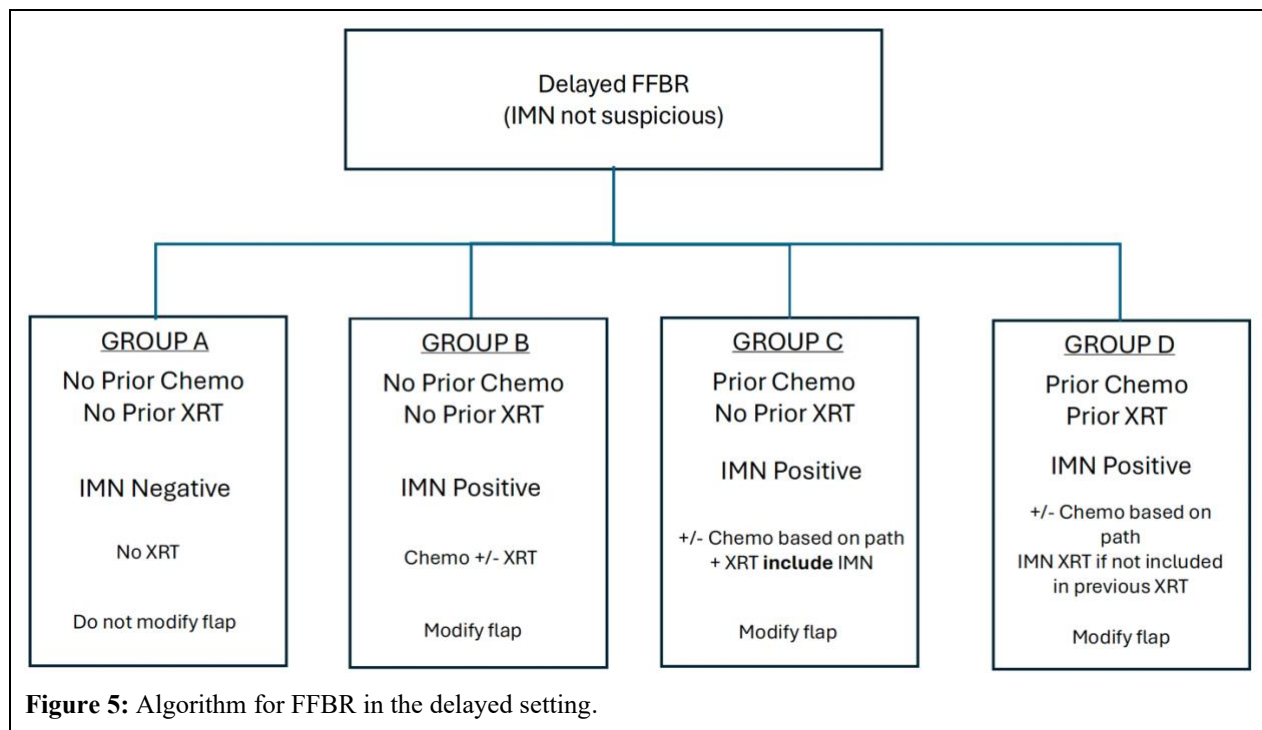 Delayed FFBR
(IMN not suspicious)
GROUP A
No Prior Chemo
No Prior XRT
IMN Negative
No XRT
Do not modify flap
GROUP B
No Prior Chemo
No Prior XRT
IMN Positive
Chemo +/- XRT
Modify flap
GROUP C
Prior Chemo
No Prior XRT
IMN Positive
+/- Chemo based on path
+ XRT include IMN
Modify flap
GROUP D
Prior Chemo
Prior XRT
IMN Positive
+/- Chemo based on
path
IMN XRT if not included
in previous XRT
Modify flap
Figure 5: Algorithm for FFBR in the delayed setting.